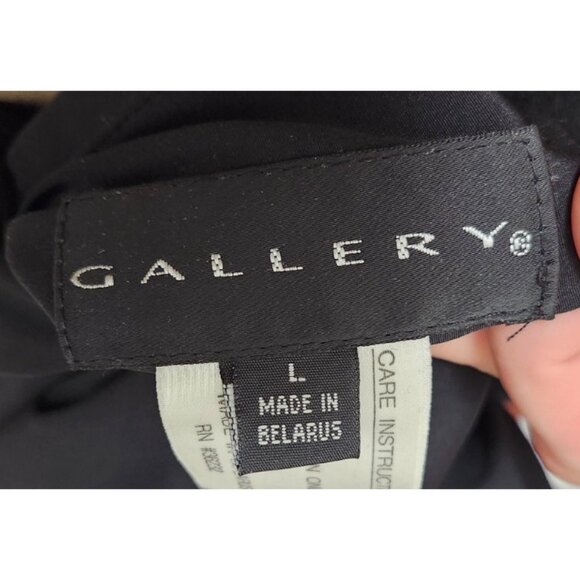 GALLERY®
L
MADE IN
BELARUS
CARE INSTRUCT